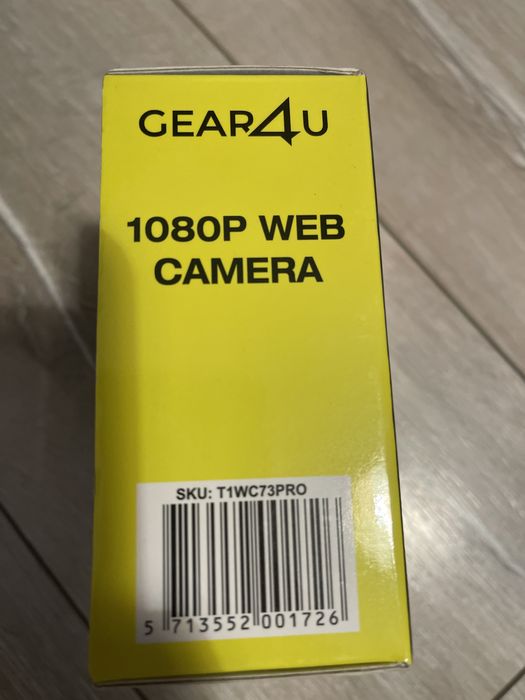 GEAR4U
1080P WEB
CAMERA
SKU: T1WC73PRO
5 713552 001726